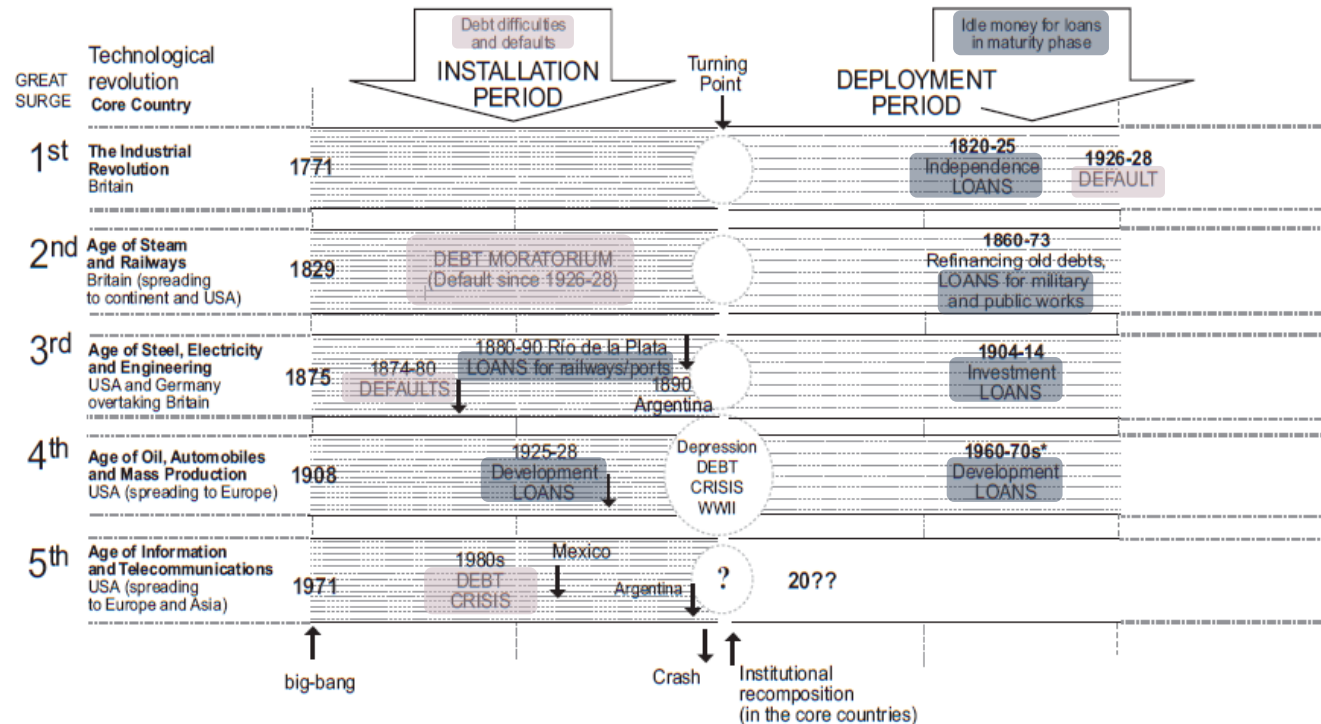 Debt difficulties
and defaults
INSTALLATION
PERIOD
Turning
Point
Idle money for loans
in maturity phase
DEPLOYMENT
PERIOD
GREAT
SURGE
Technological
revolution
Core Country
1st
The Industrial
Revolution
Britain
1771
1820-25
Independence
LOANS
1926-28
DEFAULT
2nd
Age of Steam
and Railways
Britain (spreading
to continent and USA)
1829
DEBT MORATORIUM
(Default since 1926-28)
1860-73
Refinancing old debts,
LOANS for military
and public works
3rd
Age of Steel, Electricity
and Engineering
USA and Germany
overtaking Britain
1875
1874-80
DEFAULTS
1880-90 Río de la Plata
LOANS for railways/ports
1890
Argentina
1904-14
Investment
LOANS
4th
Age of Oil, Automobiles
and Mass Production
USA (spreading to Europe)
1908
1925-28
Development
LOANS
Depression
DEBT
CRISIS
WWII
1960-70s*
Development
LOANS
5th
Age of Information
and Telecommunications
USA (spreading
to Europe and Asia)
1971
1980s
DEBT
CRISIS
Mexico
Argentina
?
20??
big-bang
Crash
Institutional
recomposition
(in the core countries)